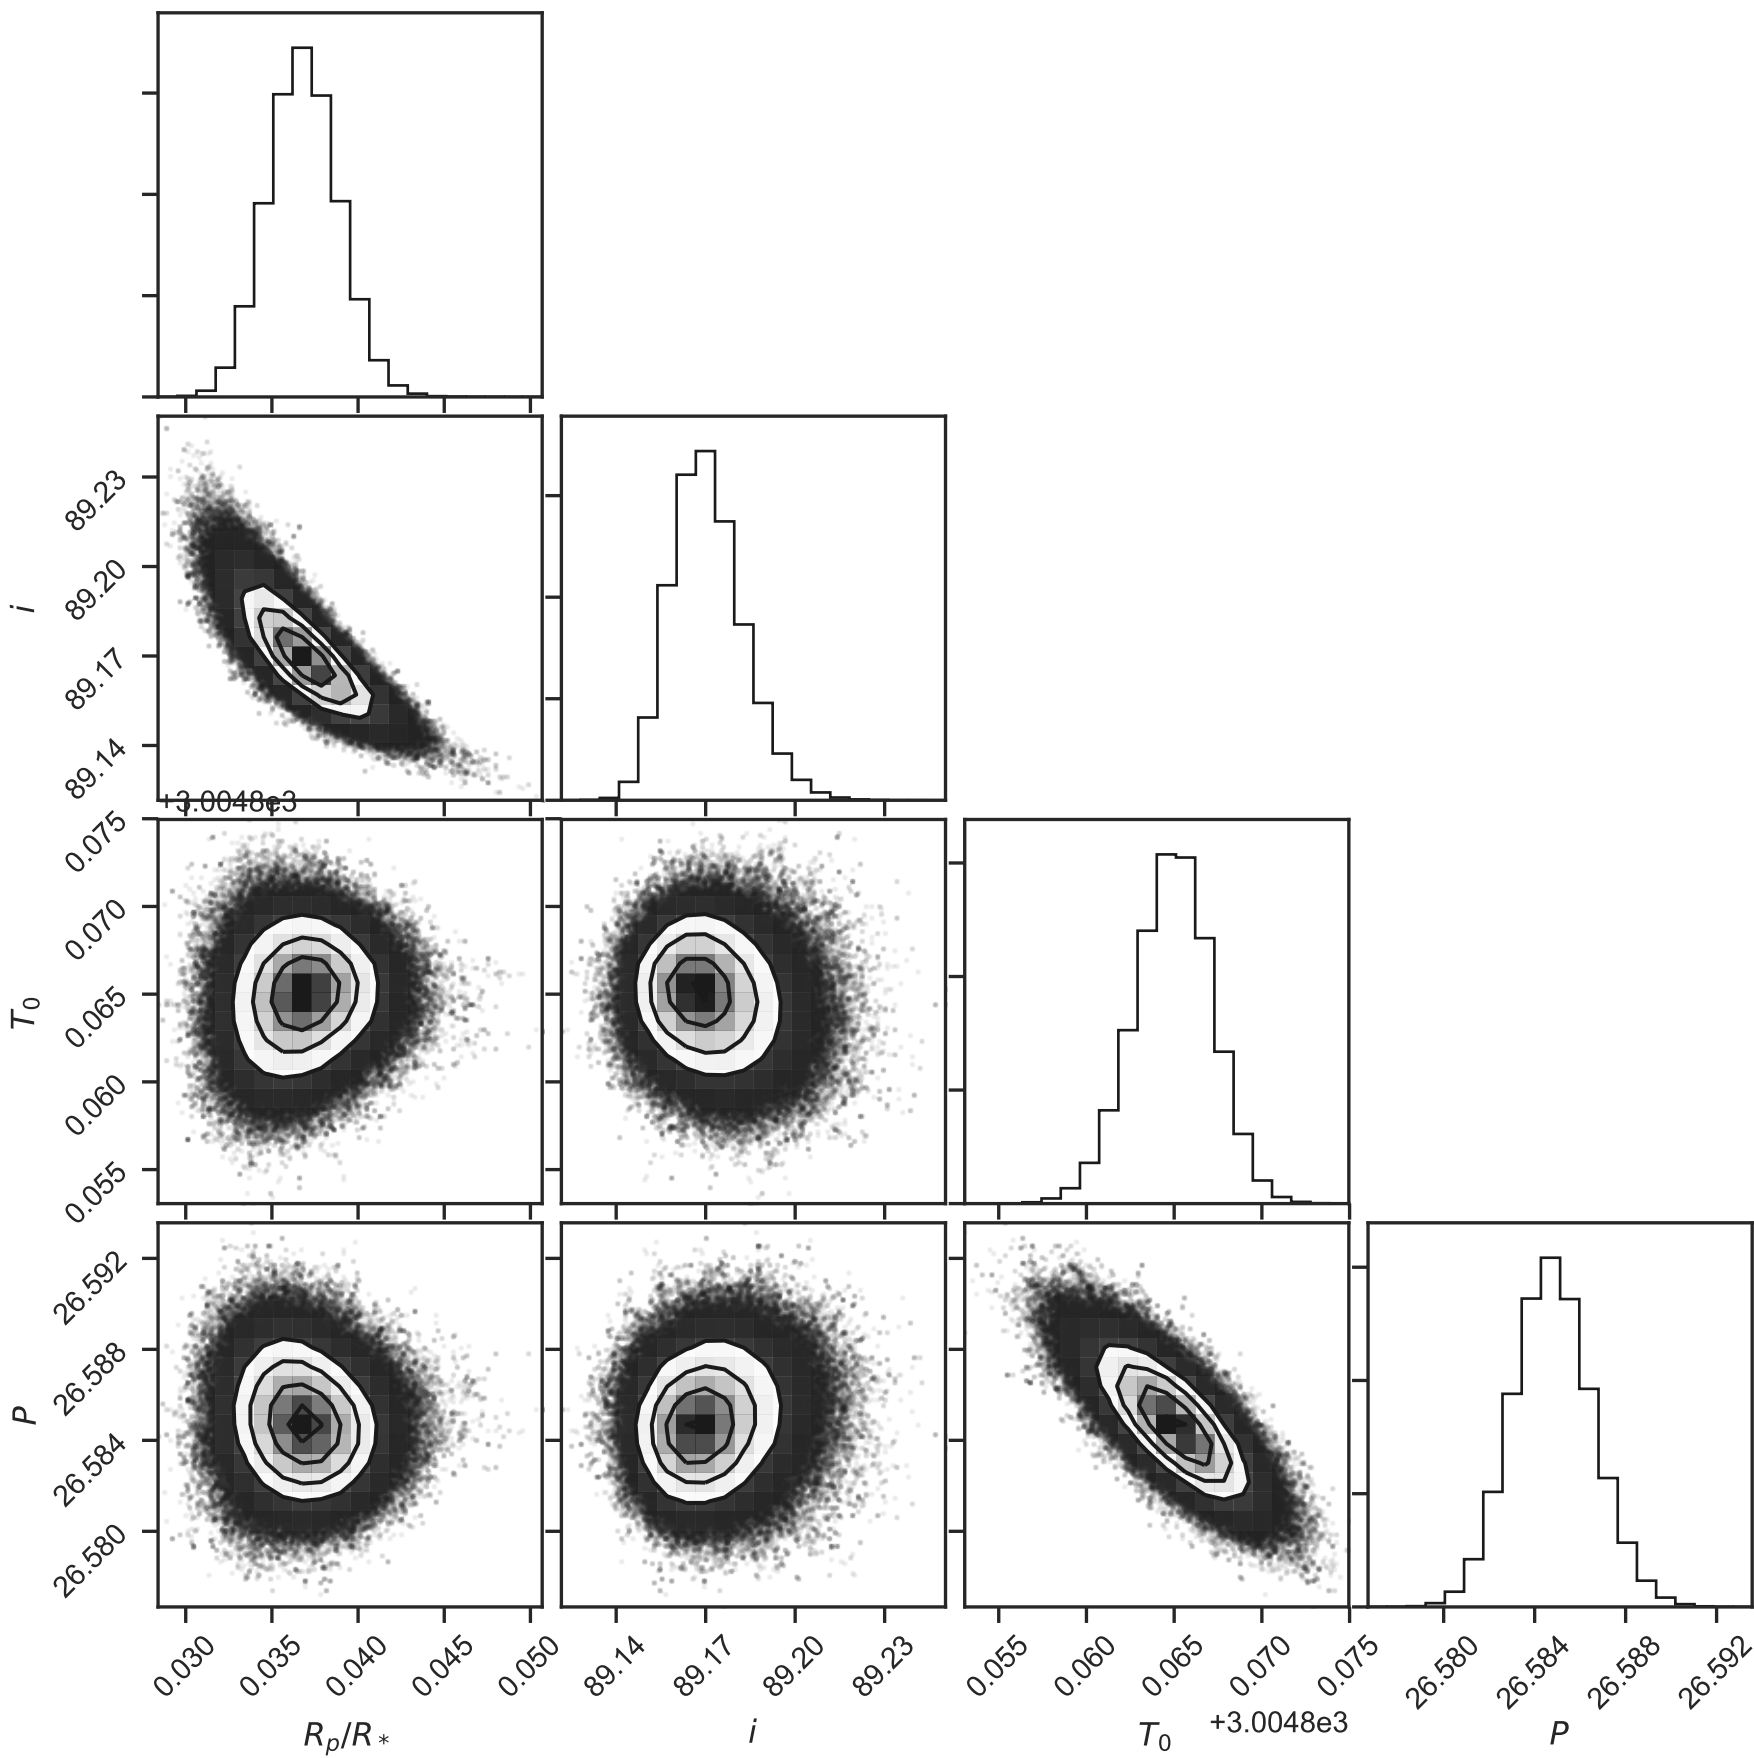 i
89.23
89.20
89.17
89.14
+3.0048e3
T₀
0.075
0.070
0.065
0.060
0.055
P
26.592
26.588
26.584
26.580
0.030 0.035 0.040 0.045 0.050
89.14 89.17 89.20 89.23
0.055 0.060 0.065 0.070 0.075
26.580 26.584 26.588 26.592
Rₚ/R*
i
T₀ +3.0048e3
P